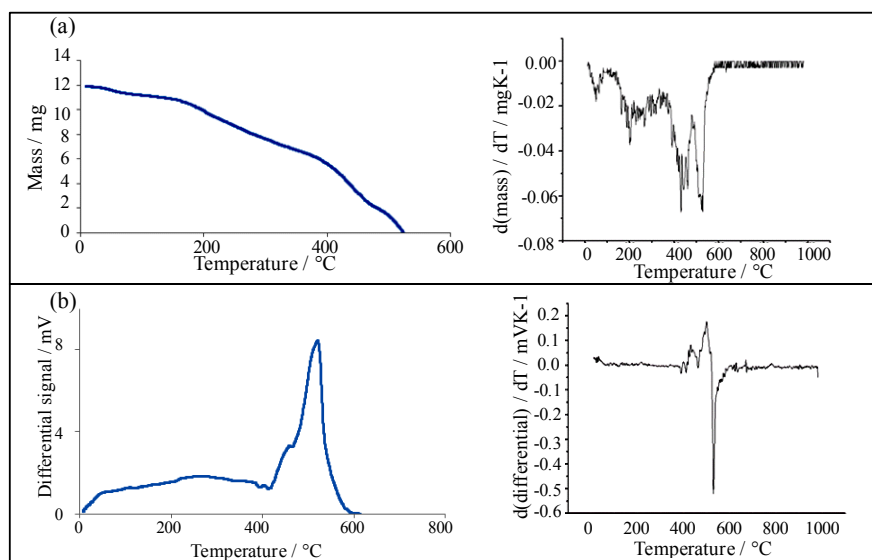 (a)
14
12
10
8
6
4
2
0
Mass / mg
0 200 400 600
Temperature / °C
0.00
-0.02
-0.04
-0.06
-0.08
d(mass) / dT / mgK-1
0 200 400 600 800 1000
Temperature / °C
(b)
8
4
0
Differential signal / mV
0 200 400 600 800
Temperature / °C
0.2
0.1
0.0
-0.1
-0.2
-0.3
-0.4
-0.5
-0.6
d(differential) / dT / mVK-1
0 200 400 600 800 1000
Temperature / °C